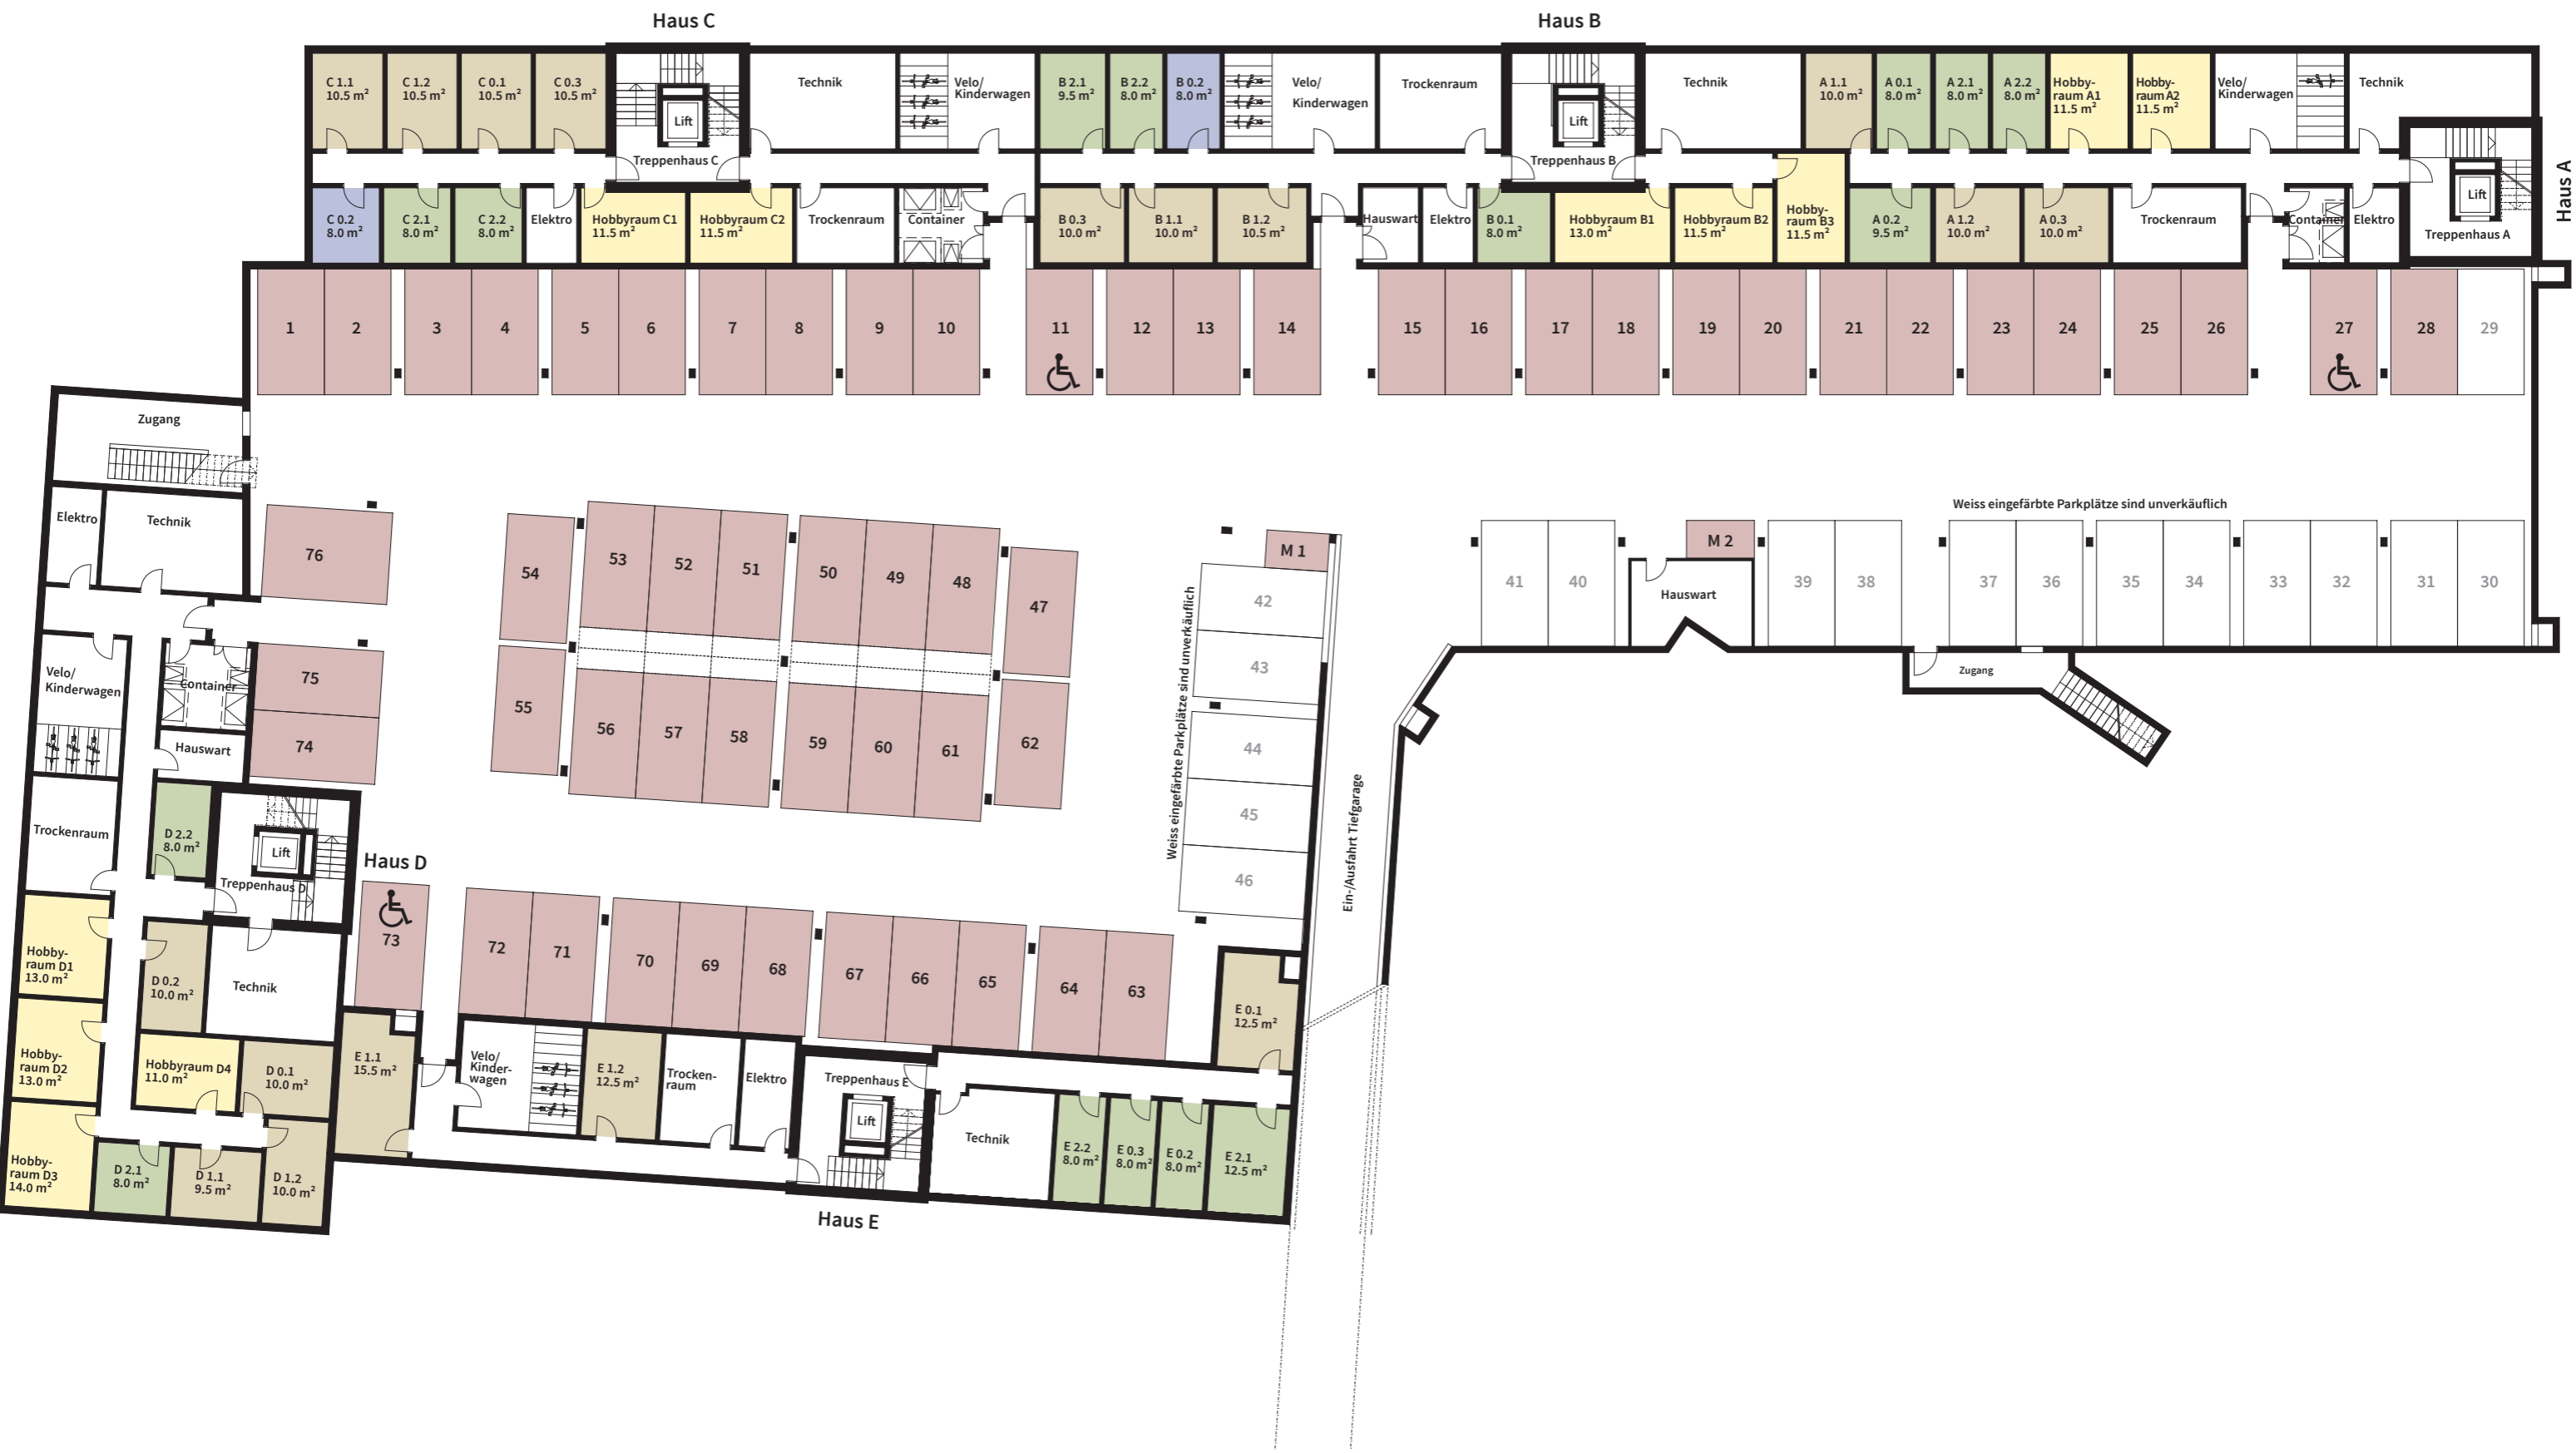 Haus C
Haus B
C 1.1
10.5 m²
C 1.2
10.5 m²
C 0.1
10.5 m²
C 0.3
10.5 m²
Lift
Treppenhaus C
Technik
Velo/
Kinderwagen
B 2.1
9.5 m²
B 2.2
8.0 m²
B 0.2
8.0 m²
Velo/
Kinderwagen
Trockenraum
Lift
Treppenhaus B
Technik
A 1.1
10.0 m²
A 0.1
8.0 m²
A 2.1
8.0 m²
A 2.2
8.0 m²
Hobby-
raum A1
11.5 m²
Hobby-
raum A2
11.5 m²
Velo/
Kinderwagen
Technik
Haus A
Lift
Treppenhaus A
C 0.2
8.0 m²
C 2.1
8.0 m²
C 2.2
8.0 m²
Elektro
Hobbyraum C1
11.5 m²
Hobbyraum C2
11.5 m²
Trockenraum
Container
B 0.3
10.0 m²
B 1.1
10.0 m²
B 1.2
10.5 m²
Hauswart
Elektro
B 0.1
8.0 m²
Hobbyraum B1
13.0 m²
Hobbyraum B2
11.5 m²
Hobby-
raum B3
11.5 m²
A 0.2
9.5 m²
A 1.2
10.0 m²
A 0.3
10.0 m²
Trockenraum
Container
Elektro
1
2
3
4
5
6
7
8
9
10
11
12
13
14
15
16
17
18
19
20
21
22
23
24
25
26
27
28
29
Zugang
Elektro
Technik
76
54
53
52
51
50
49
48
47
M 1
42
43
44
45
46
Weiss eingefärbte Parkplätze sind unverkäuflich
Ein-/Ausfahrt Tiefgarage
Weiss eingefärbte Parkplätze sind unverkäuflich
41
40
M 2
Hauswart
39
38
37
36
35
34
33
32
31
30
Zugang
Velo/
Kinderwagen
Container
75
74
Hauswart
55
56
57
58
59
60
61
62
Trockenraum
D 2.2
8.0 m²
Lift
Treppenhaus D
Haus D
73
72
71
70
69
68
67
66
65
64
63
Hobby-
raum D1
13.0 m²
D 0.2
10.0 m²
Technik
Hobby-
raum D2
13.0 m²
Hobbyraum D4
11.0 m²
D 0.1
10.0 m²
E 1.1
15.5 m²
Velo/
Kinder-
wagen
E 1.2
12.5 m²
Trocken-
raum
Elektro
Treppenhaus E
Lift
Technik
E 0.1
12.5 m²
E 2.2
8.0 m²
E 0.3
8.0 m²
E 0.2
8.0 m²
E 2.1
12.5 m²
Hobby-
raum D3
14.0 m²
D 2.1
8.0 m²
D 1.1
9.5 m²
D 1.2
10.0 m²
Haus E